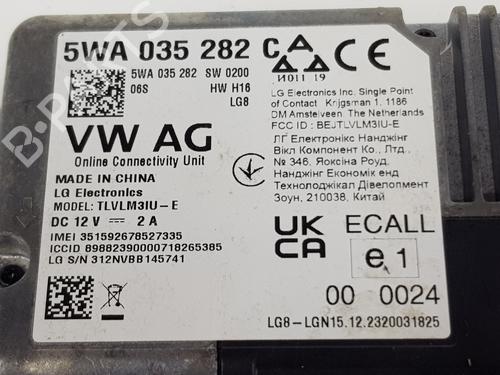 5WA 035 282 C
5WA 035 282 SW 0200
06S HW H16
LG8
VW AG
Online Connectivity Unit
MADE IN CHINA
LG Electronics
MODEL: TLVLM3IU-E
DC 12 V 2 A
IMEI 351592678527335
ICCID 89882390000718265385
LG S/N 312NVBB145741
И011 19
LG Electronics Inc. Single Point
of Contact Krijgsman 1, 1186
DM Amstelveen The Netherlands
FCC ID: BEJTLVLM3IU-E
ЛГ Електронікс Нанджінг
Вікл Компонент Ко., Лтд.,
№ 346, Яоксіна Роуд,
Нанджінг Економік енд
Технолоджікал Дівелопмент
Зоун, 210038, Китай
UK
CA
ECALL
e 1
00 0024
LG8-LGN15.12.2320031825
B-PARTS